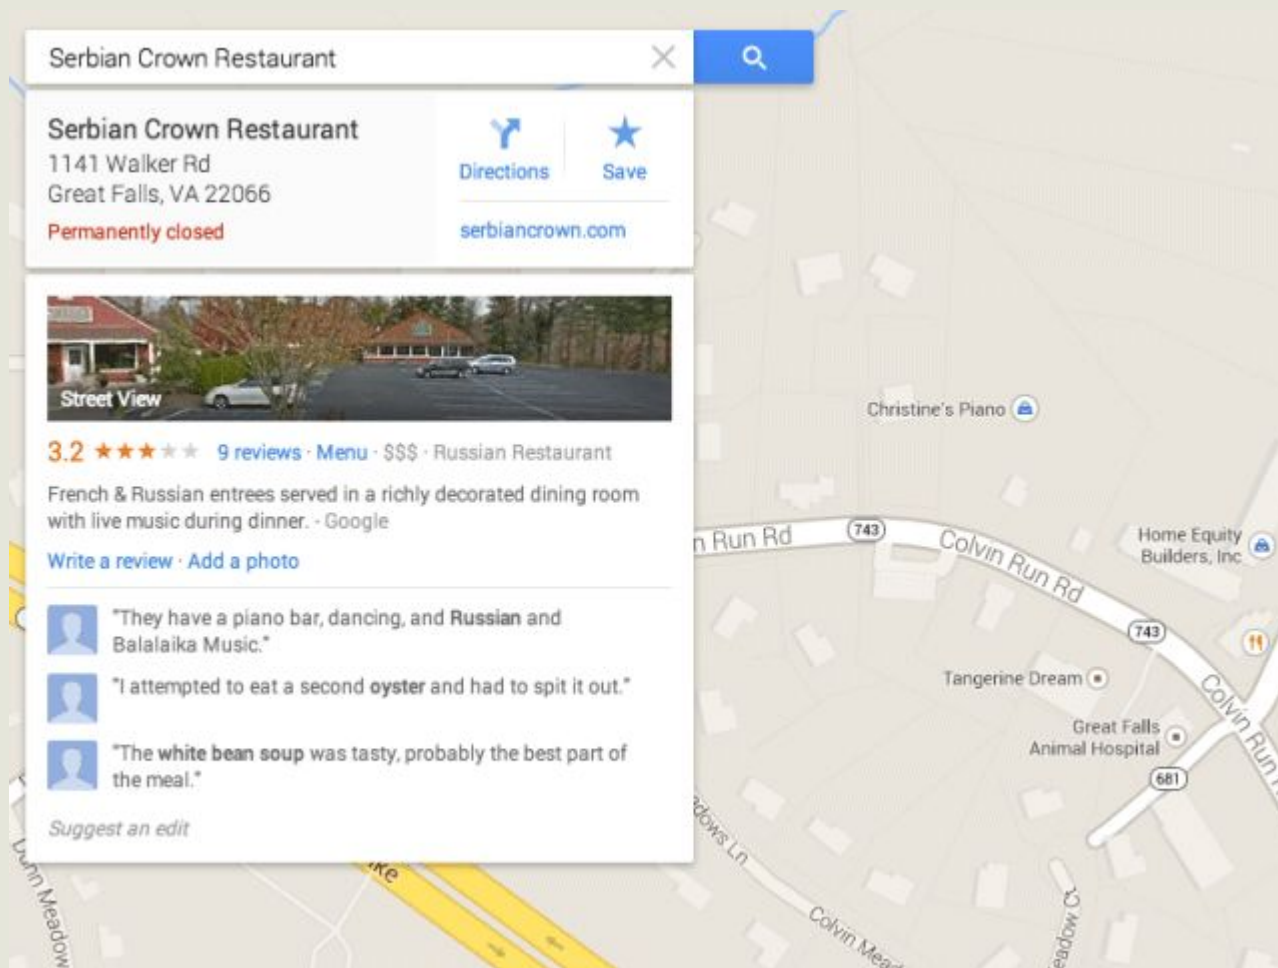 Serbian Crown Restaurant
Serbian Crown Restaurant
1141 Walker Rd
Great Falls, VA 22066
Permanently closed
Directions
Save
serbiancrown.com
Street View
3.2 9 reviews · Menu · $$$ · Russian Restaurant
French & Russian entrees served in a richly decorated dining room
with live music during dinner. - Google
Write a review · Add a photo
"They have a piano bar, dancing, and Russian and
Balalaika Music."
"I attempted to eat a second oyster and had to spit it out."
"The white bean soup was tasty, probably the best part of
the meal."
Suggest an edit
Christine's Piano
n Run Rd
743
Colvin Run Rd
Home Equity
Builders, Inc
743
Tangerine Dream
Colvin Run
Great Falls
Animal Hospital
681
adows Ln
Colvin Mea
eadow C
Dunn Meadow
ke